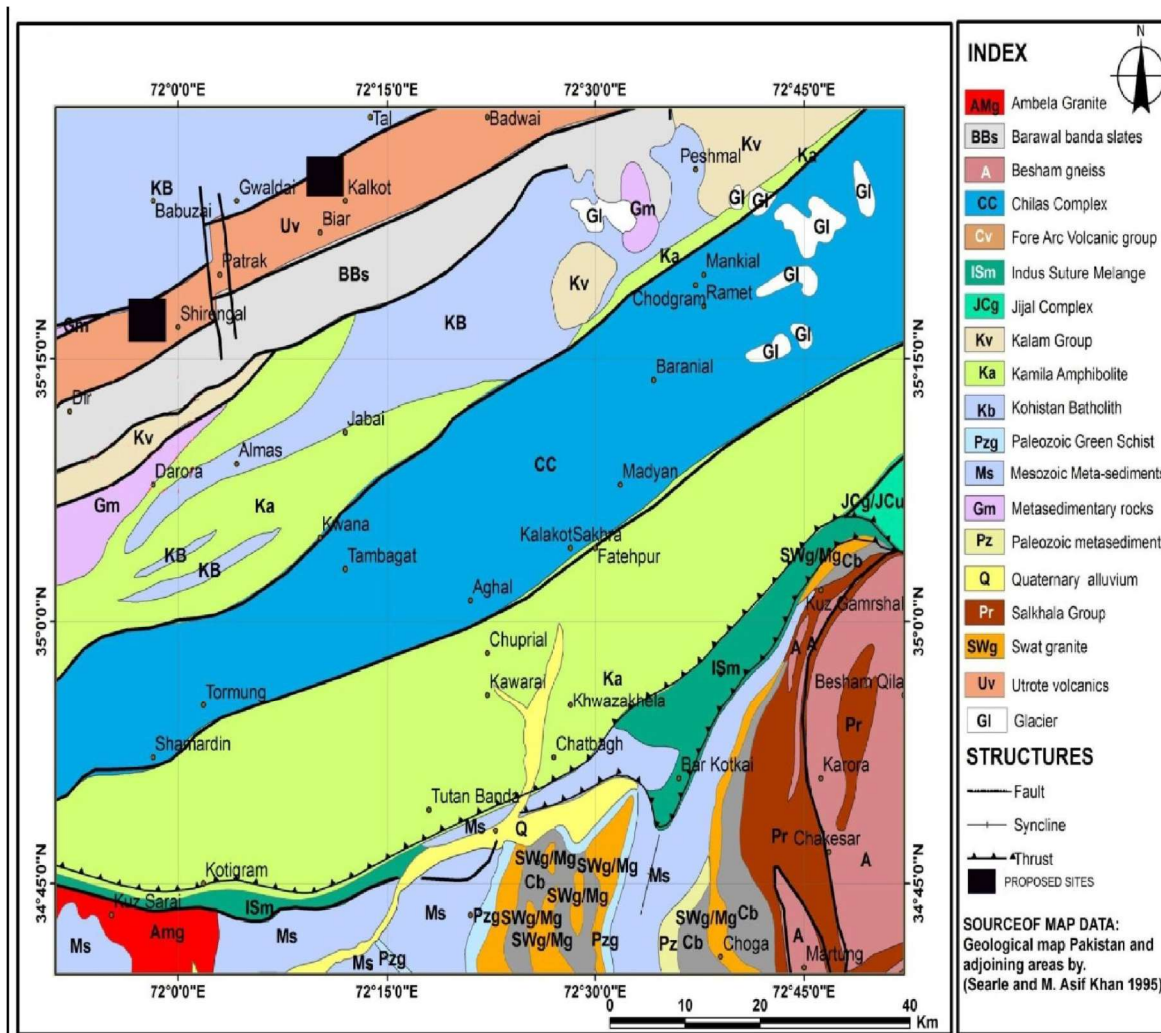 72°0'0"E 72°15'0"E 72°30'0"E 72°45'0"E
Tal
Badwai
Kv
Ka
Peshmal
KB
Babuzai
Gwaldai
Kalkot
Gl
Gm
Gl
Gl
Gl
Gl
Uv
Biar
Patrak
BBs
Ka
Kv
Mankial
Ramet
Chodgram
Gl
Gm
Shirengal
KB
Gl
Gl
35°15'0"N
35°15'0"N
Baranial
Dir
Kv
Jabai
Almas
Darora
CC
Madyan
Gm
Ka
JCg/JCu
Kwana
KalakotSakhra
Fatehpur
KB
KB
Tambagat
SWg/Mg
Cb
Kuz Gamrshal
Aghal
35°0'0"N
35°0'0"N
Chuprial
A
A
ISm
Kawarai
Ka
Khwazakhela
Besham Qila
Tormung
Pr
Shamardin
Chatbagh
Bar Kotkai
Karora
Tutan Banda
Ms
Q
Pr
Chakesar
SWg/Mg
SWg/Mg
Cb
Ms
A
Kotigram
34°45'0"N
34°45'0"N
Kuz Sarai
ISm
SWg/Mg
Amg
Ms
Ms
Ms
Pzg
SWg/Mg
SWg/Mg
Pzg
SWg/Mg
Cb
Pz
Cb
Choga
A
Martung
Ms
Pzg
72°0'0"E 72°15'0"E 72°30'0"E 72°45'0"E
0 10 20 40
Km
N
INDEX
AMg Ambela Granite
BBs Barawal banda slates
A Besham gneiss
CC Chilas Complex
Cv Fore Arc Volcanic group
ISm Indus Suture Melange
JCg Jijal Complex
Kv Kalam Group
Ka Kamila Amphibolite
Kb Kohistan Batholith
Pzg Paleozoic Green Schist
Ms Mesozoic Meta-sediments
Gm Metasedimentary rocks
Pz Paleozoic metasediment
Q Quaternary alluvium
Pr Salkhala Group
SWg Swat granite
Uv Utrote volcanics
Gl Glacier
STRUCTURES
Fault
Syncline
Thrust
PROPOSED SITES
SOURCEOF MAP DATA:
Geological map Pakistan and
adjoining areas by.
(Searle and M. Asif Khan 1995)